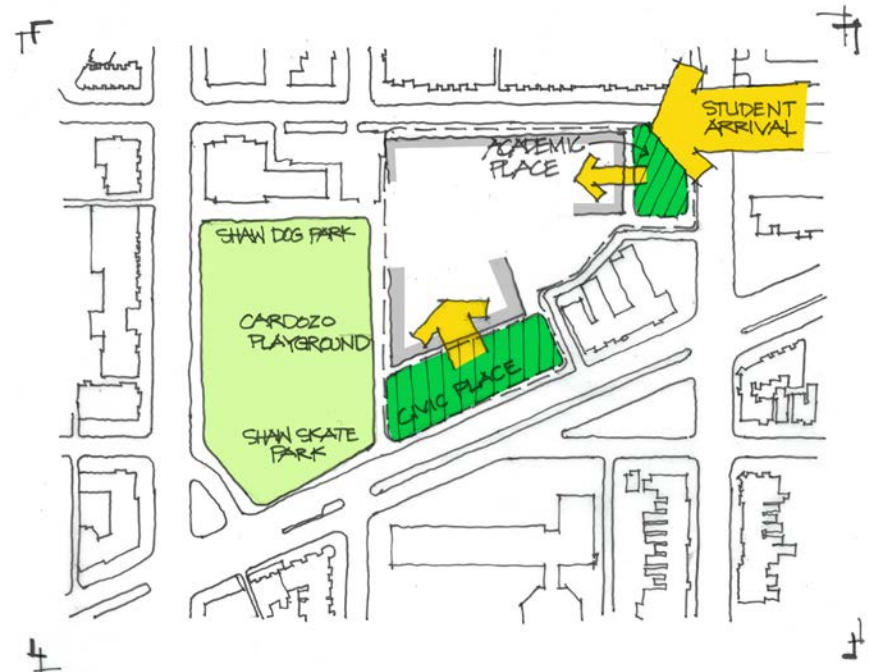 STUDENT
ARRIVAL
ACADEMIC
PLACE
SHAW DOG PARK
CARDOZO
PLAYGROUND
CIVIC PLACE
SHAW SKATE
PARK